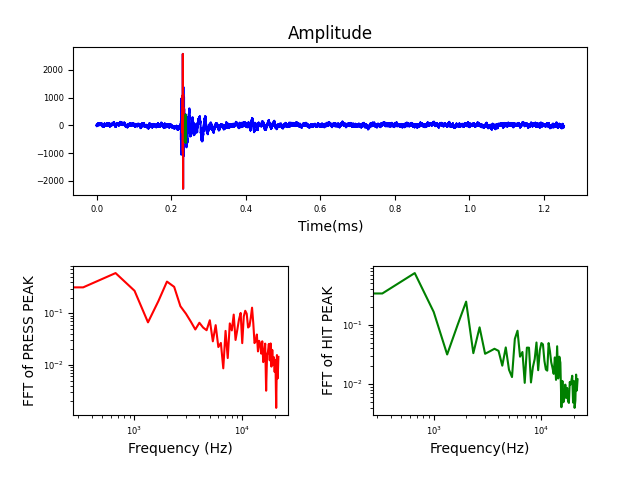 Amplitude
2000
1000
0
−1000
−2000
0.0 0.2 0.4 0.6 0.8 1.0 1.2
Time(ms)
FFT of PRESS PEAK
10⁻¹
10⁻²
10³ 10⁴
Frequency (Hz)
FFT of HIT PEAK
10⁻¹
10⁻²
10³ 10⁴
Frequency(Hz)